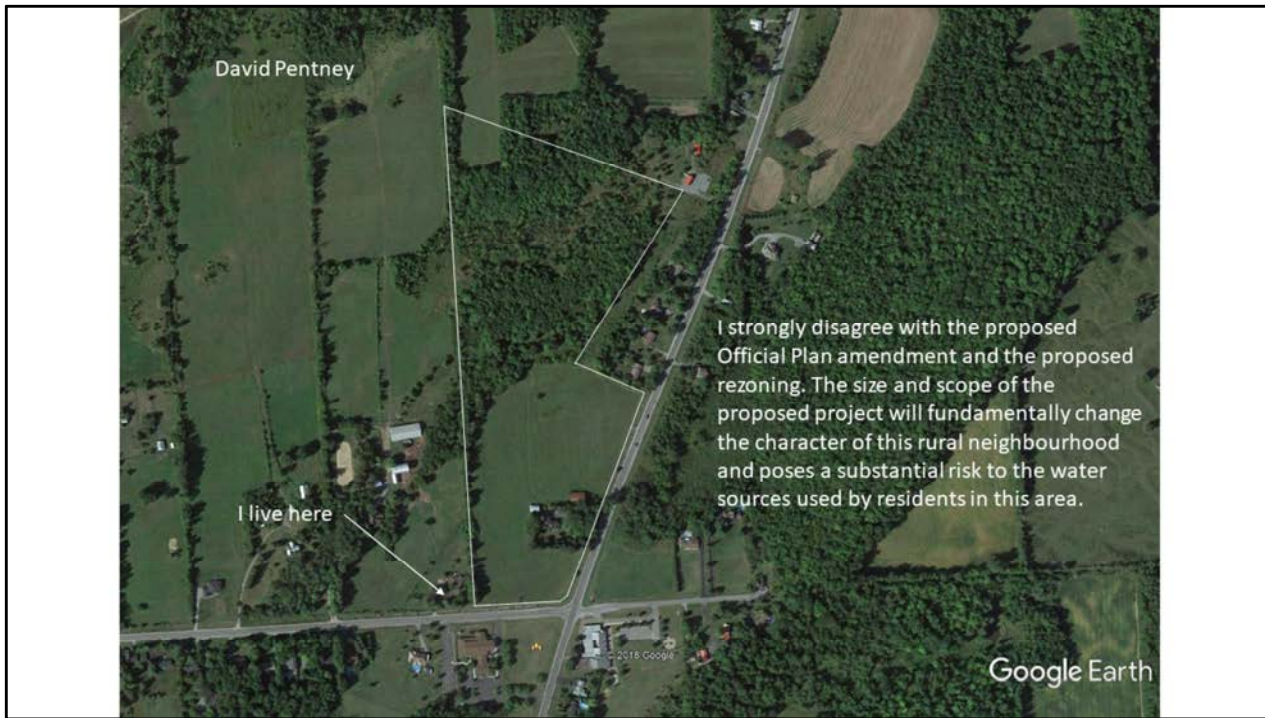 David Pentney
I strongly disagree with the proposed
Official Plan amendment and the proposed
rezoning. The size and scope of the
proposed project will fundamentally change
the character of this rural neighbourhood
and poses a substantial risk to the water
sources used by residents in this area.
I live here
© 2018 Google
Google Earth